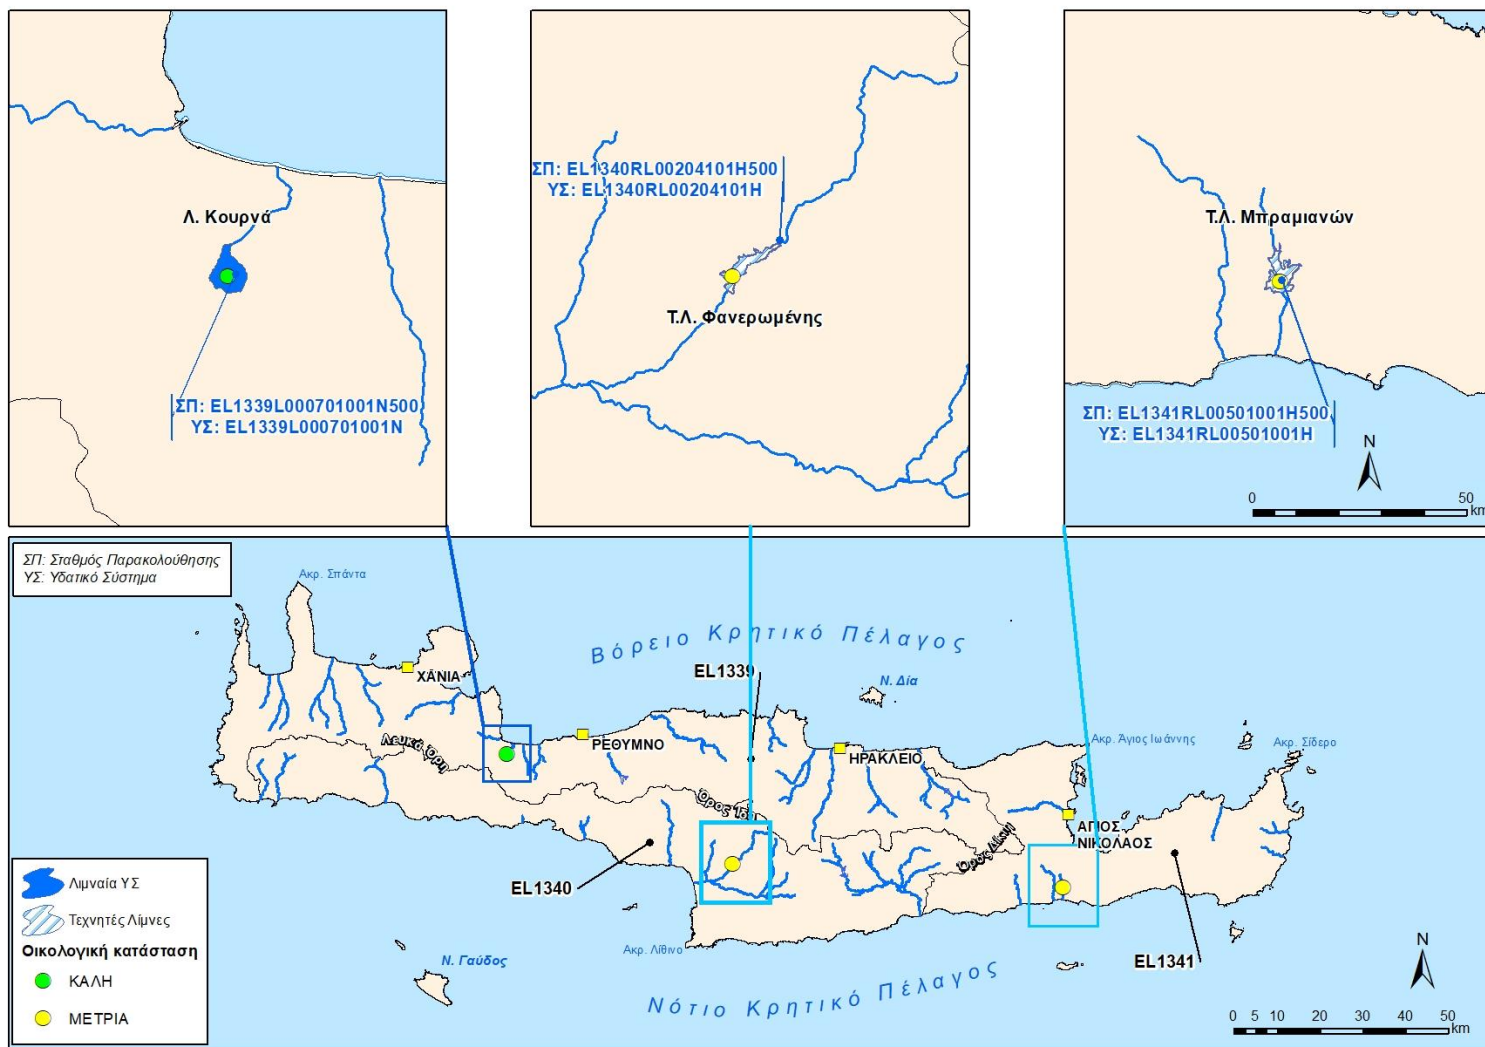 Λ. Κουρνά
ΣΠ: EL1339L000701001N500
ΥΣ: EL1339L000701001N
ΣΠ: EL1340RL00204101H500
ΥΣ: EL1340RL00204101H
Τ.Λ. Φανερωμένης
Τ.Λ. Μπραμιανών
ΣΠ: EL1341RL00501001H500
ΥΣ: EL1341RL00501001H
N
0 50
km
ΣΠ: Σταθμός Παρακολούθησης
ΥΣ: Υδατικό Σύστημα
Ακρ. Σπάντα
Βόρειο Κρητικό Πέλαγος
EL1339
Ν. Δία
ΧΑΝΙΑ
ΡΕΘΥΜΝΟ
ΗΡΑΚΛΕΙΟ
Ακρ. Άγιος Ιωάννης
Ακρ. Σίδερο
Λευκά Όρη
Όρος Ίδη
Όρος Δίκτη
ΑΓΙΟΣ
ΝΙΚΟΛΑΟΣ
EL1340
EL1341
Ακρ. Λίθινο
Ν. Γαύδος
Νότιο Κρητικό Πέλαγος
Λιμναία ΥΣ
Τεχνητές Λίμνες
Οικολογική κατάσταση
ΚΑΛΗ
ΜΕΤΡΙΑ
N
0 5 10 20 30 40 50
km